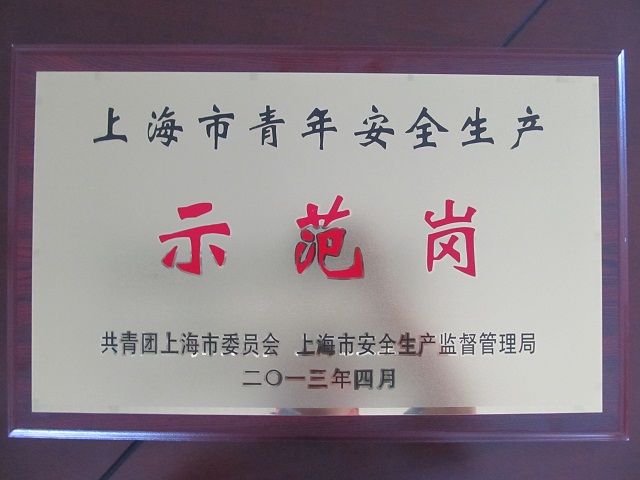 上海市青年安全生产
示范岗
共青团上海市委员会 上海市安全生产监督管理局
二〇一三年四月